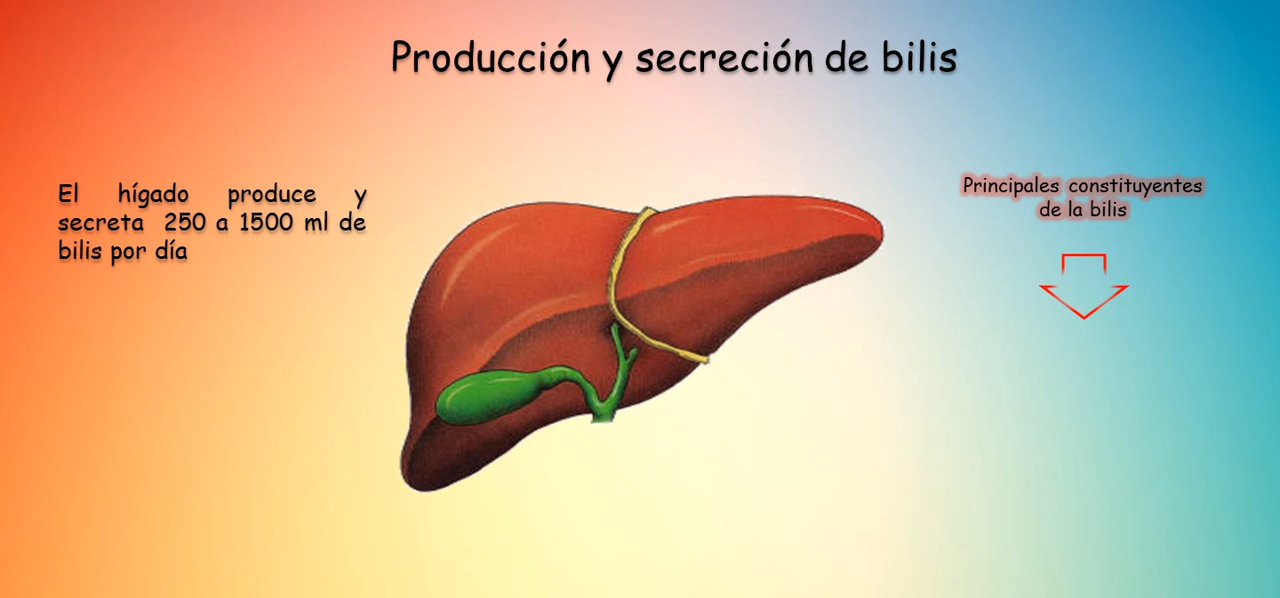 Producción y secreción de bilis
El hígado produce y
secreta 250 a 1500 ml de
bilis por día
Principales constituyentes
de la bilis